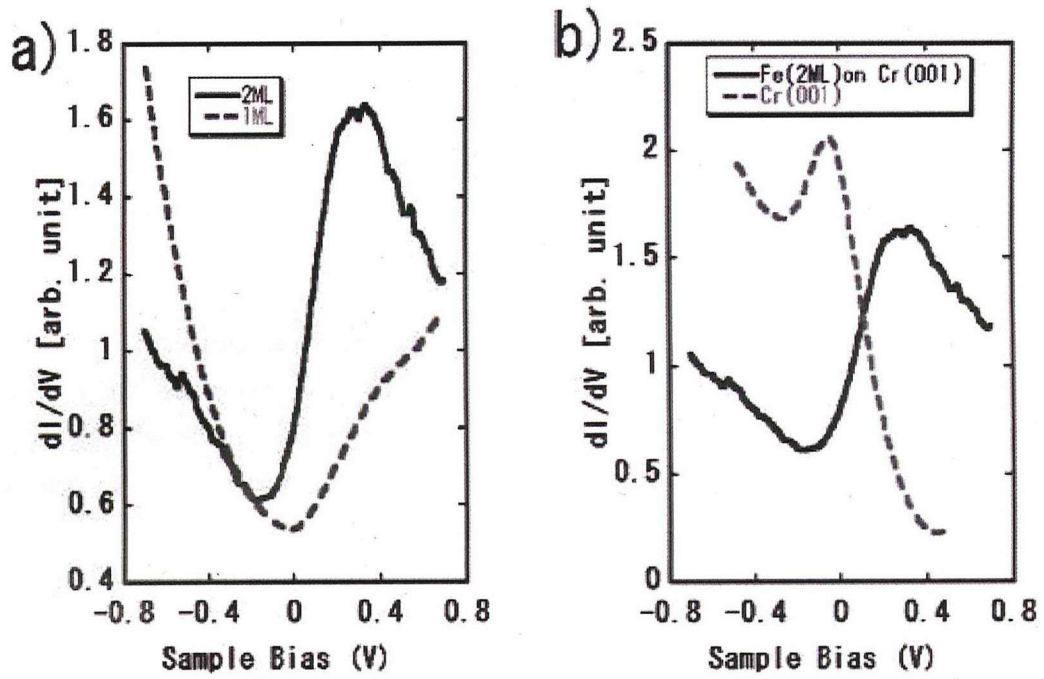 a)
1.8
1.6
1.4
1.2
1
0.8
0.6
0.4
-0.8
-0.4
0
0.4
0.8
dI/dV [arb. unit]
Sample Bias (V)
2ML
1ML
b)
2.5
2
1.5
1
0.5
0
-0.8
-0.4
0
0.4
0.8
dI/dV [arb. unit]
Sample Bias (V)
Fe(2ML)on Cr(001)
Cr(001)